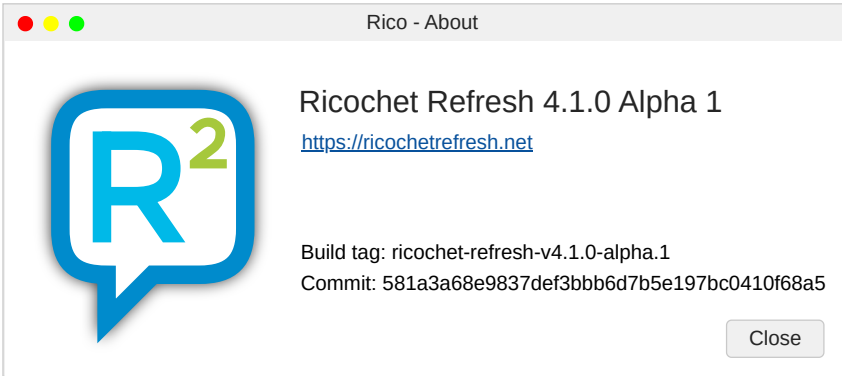 Rico - About
R2
Ricochet Refresh 4.1.0 Alpha 1
https://ricochetrefresh.net
Build tag: ricochet-refresh-v4.1.0-alpha.1
Commit: 581a3a68e9837def3bbb6d7b5e197bc0410f68a5
Close